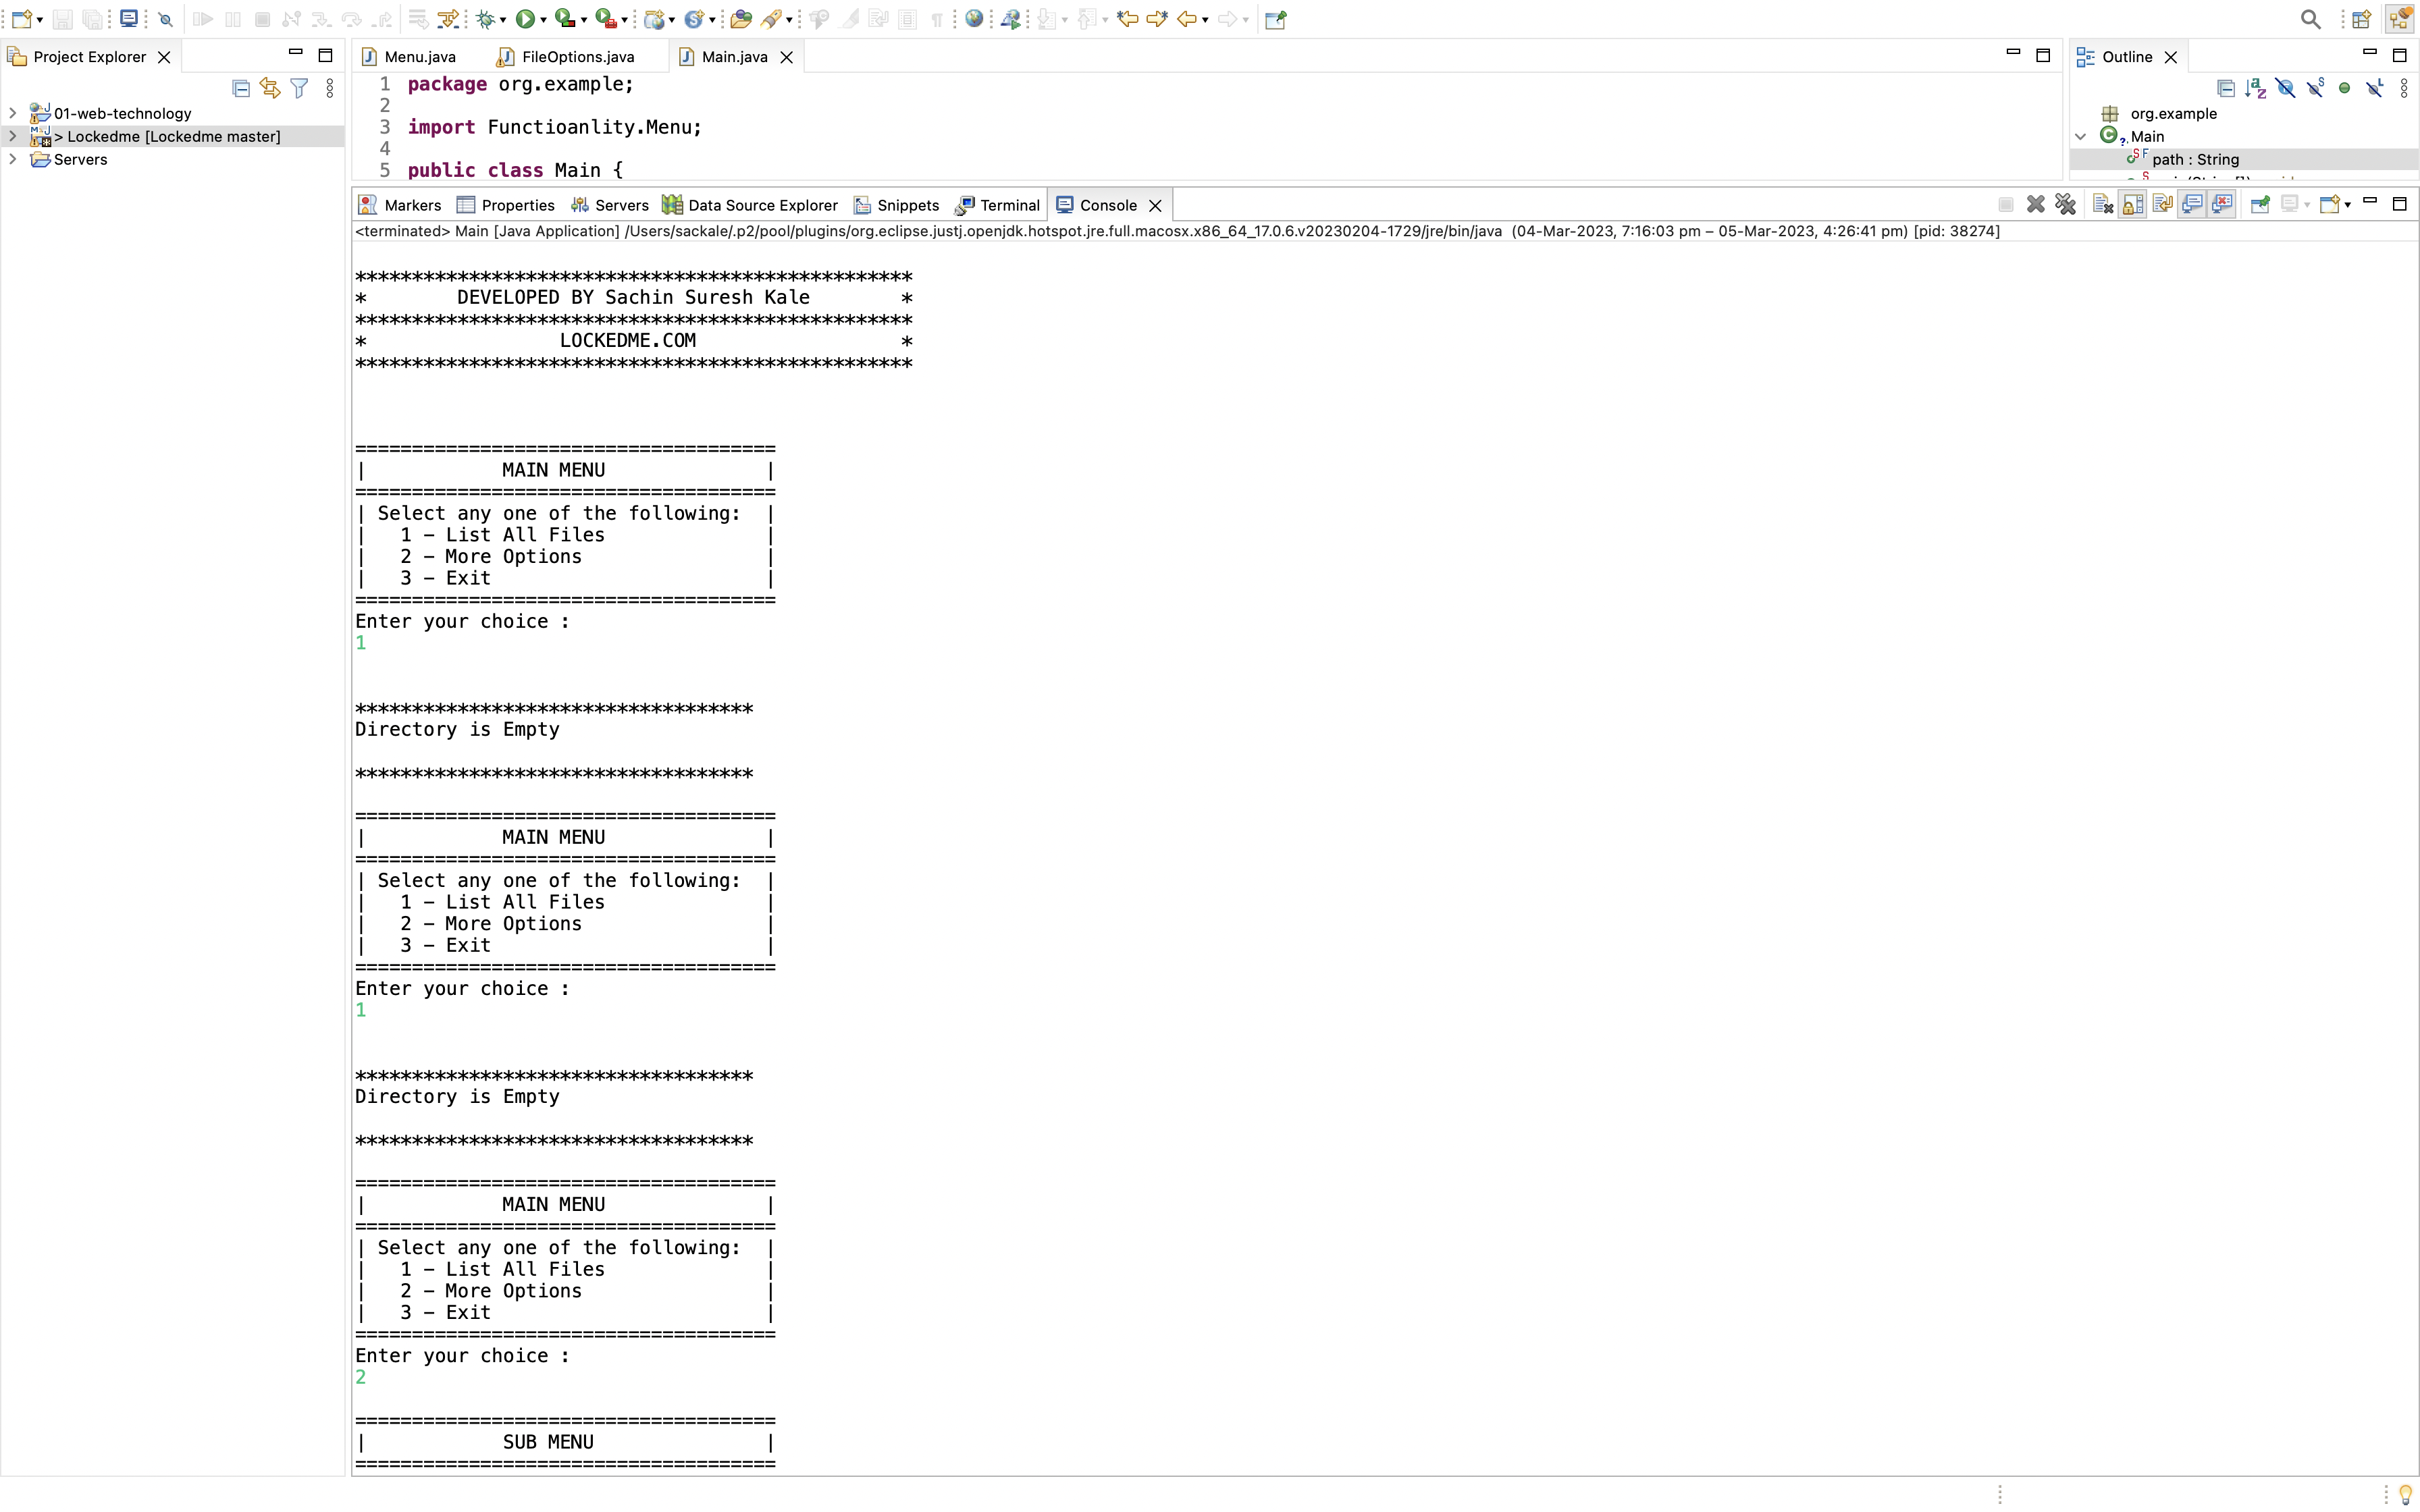 Project Explorer
Menu.java FileOptions.java Main.java
Outline
1 package org.example;
2
3 import Functioanlity.Menu;
4
5 public class Main {
01-web-technology
> Lockedme [Lockedme master]
Servers
org.example
Main
path : String
Markers Properties Servers Data Source Explorer Snippets Terminal Console
<terminated> Main [Java Application] /Users/sackale/.p2/pool/plugins/org.eclipse.justj.openjdk.hotspot.jre.full.macosx.x86_64_17.0.6.v20230204-1729/jre/bin/java (04-Mar-2023, 7:16:03 pm – 05-Mar-2023, 4:26:41 pm) [pid: 38274]
*************************************************
* DEVELOPED BY Sachin Suresh Kale *
*************************************************
* LOCKEDME.COM *
*************************************************
=====================================
| MAIN MENU |
=====================================
| Select any one of the following: |
| 1 - List All Files |
| 2 - More Options |
| 3 - Exit |
=====================================
Enter your choice :
1
***********************************
Directory is Empty
***********************************
=====================================
| MAIN MENU |
=====================================
| Select any one of the following: |
| 1 - List All Files |
| 2 - More Options |
| 3 - Exit |
=====================================
Enter your choice :
1
***********************************
Directory is Empty
***********************************
=====================================
| MAIN MENU |
=====================================
| Select any one of the following: |
| 1 - List All Files |
| 2 - More Options |
| 3 - Exit |
=====================================
Enter your choice :
2
=====================================
| SUB MENU |
=====================================